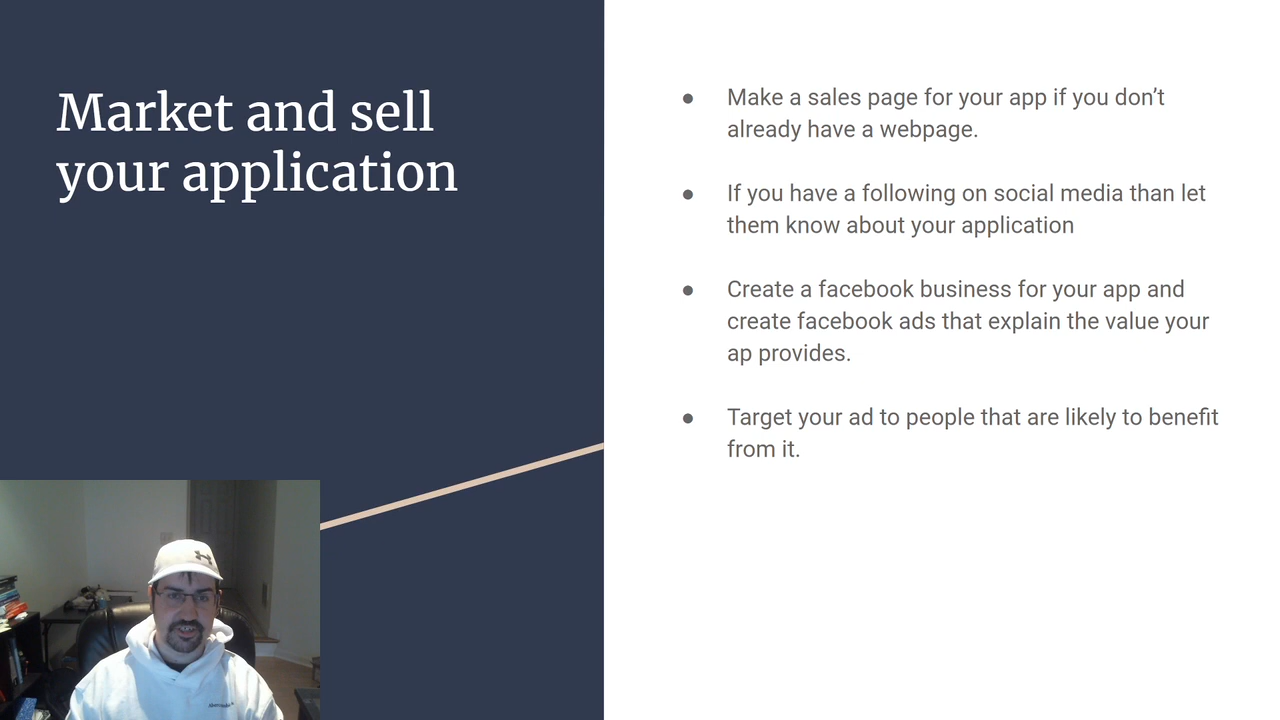 Market and sell
your application
● Make a sales page for your app if you don’t
already have a webpage.
● If you have a following on social media than let
them know about your application
● Create a facebook business for your app and
create facebook ads that explain the value your
ap provides.
● Target your ad to people that are likely to benefit
from it.